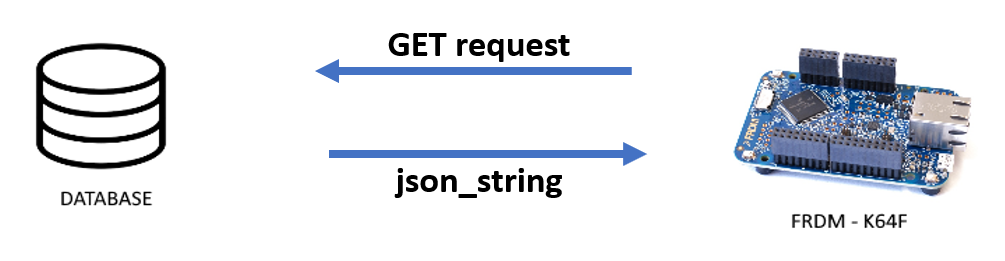 GET request
json_string
DATABASE
FRDM - K64F